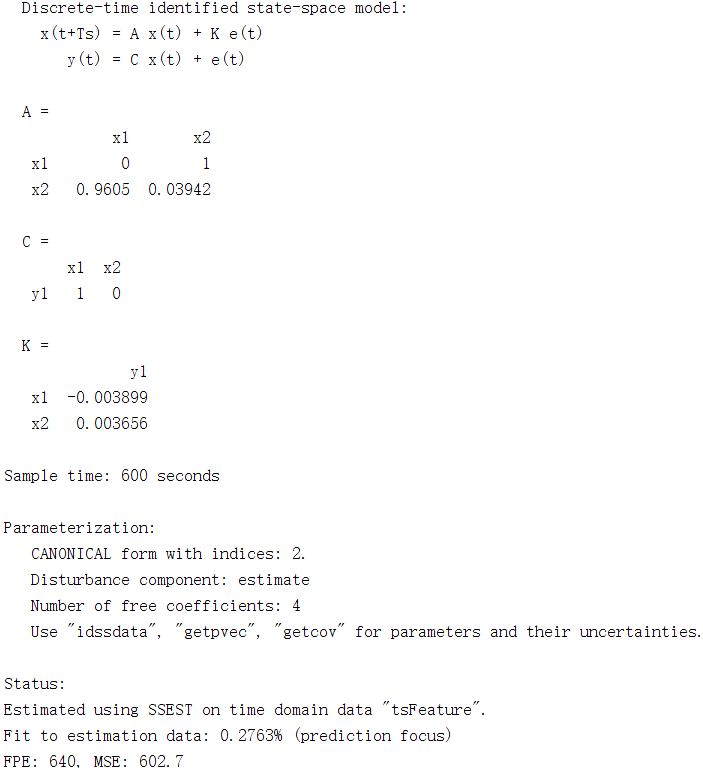 Discrete-time identified state-space model:
x(t+Ts) = A x(t) + K e(t)
y(t) = C x(t) + e(t)
A =
x1 x2
x1 0 1
x2 0.9605 0.03942
C =
x1 x2
y1 1 0
K =
y1
x1 -0.003899
x2 0.003656
Sample time: 600 seconds
Parameterization:
CANONICAL form with indices: 2.
Disturbance component: estimate
Number of free coefficients: 4
Use "idssdata", "getpvec", "getcov" for parameters and their uncertainties.
Status:
Estimated using SSEST on time domain data "tsFeature".
Fit to estimation data: 0.2763% (prediction focus)
FPE: 640, MSE: 602.7